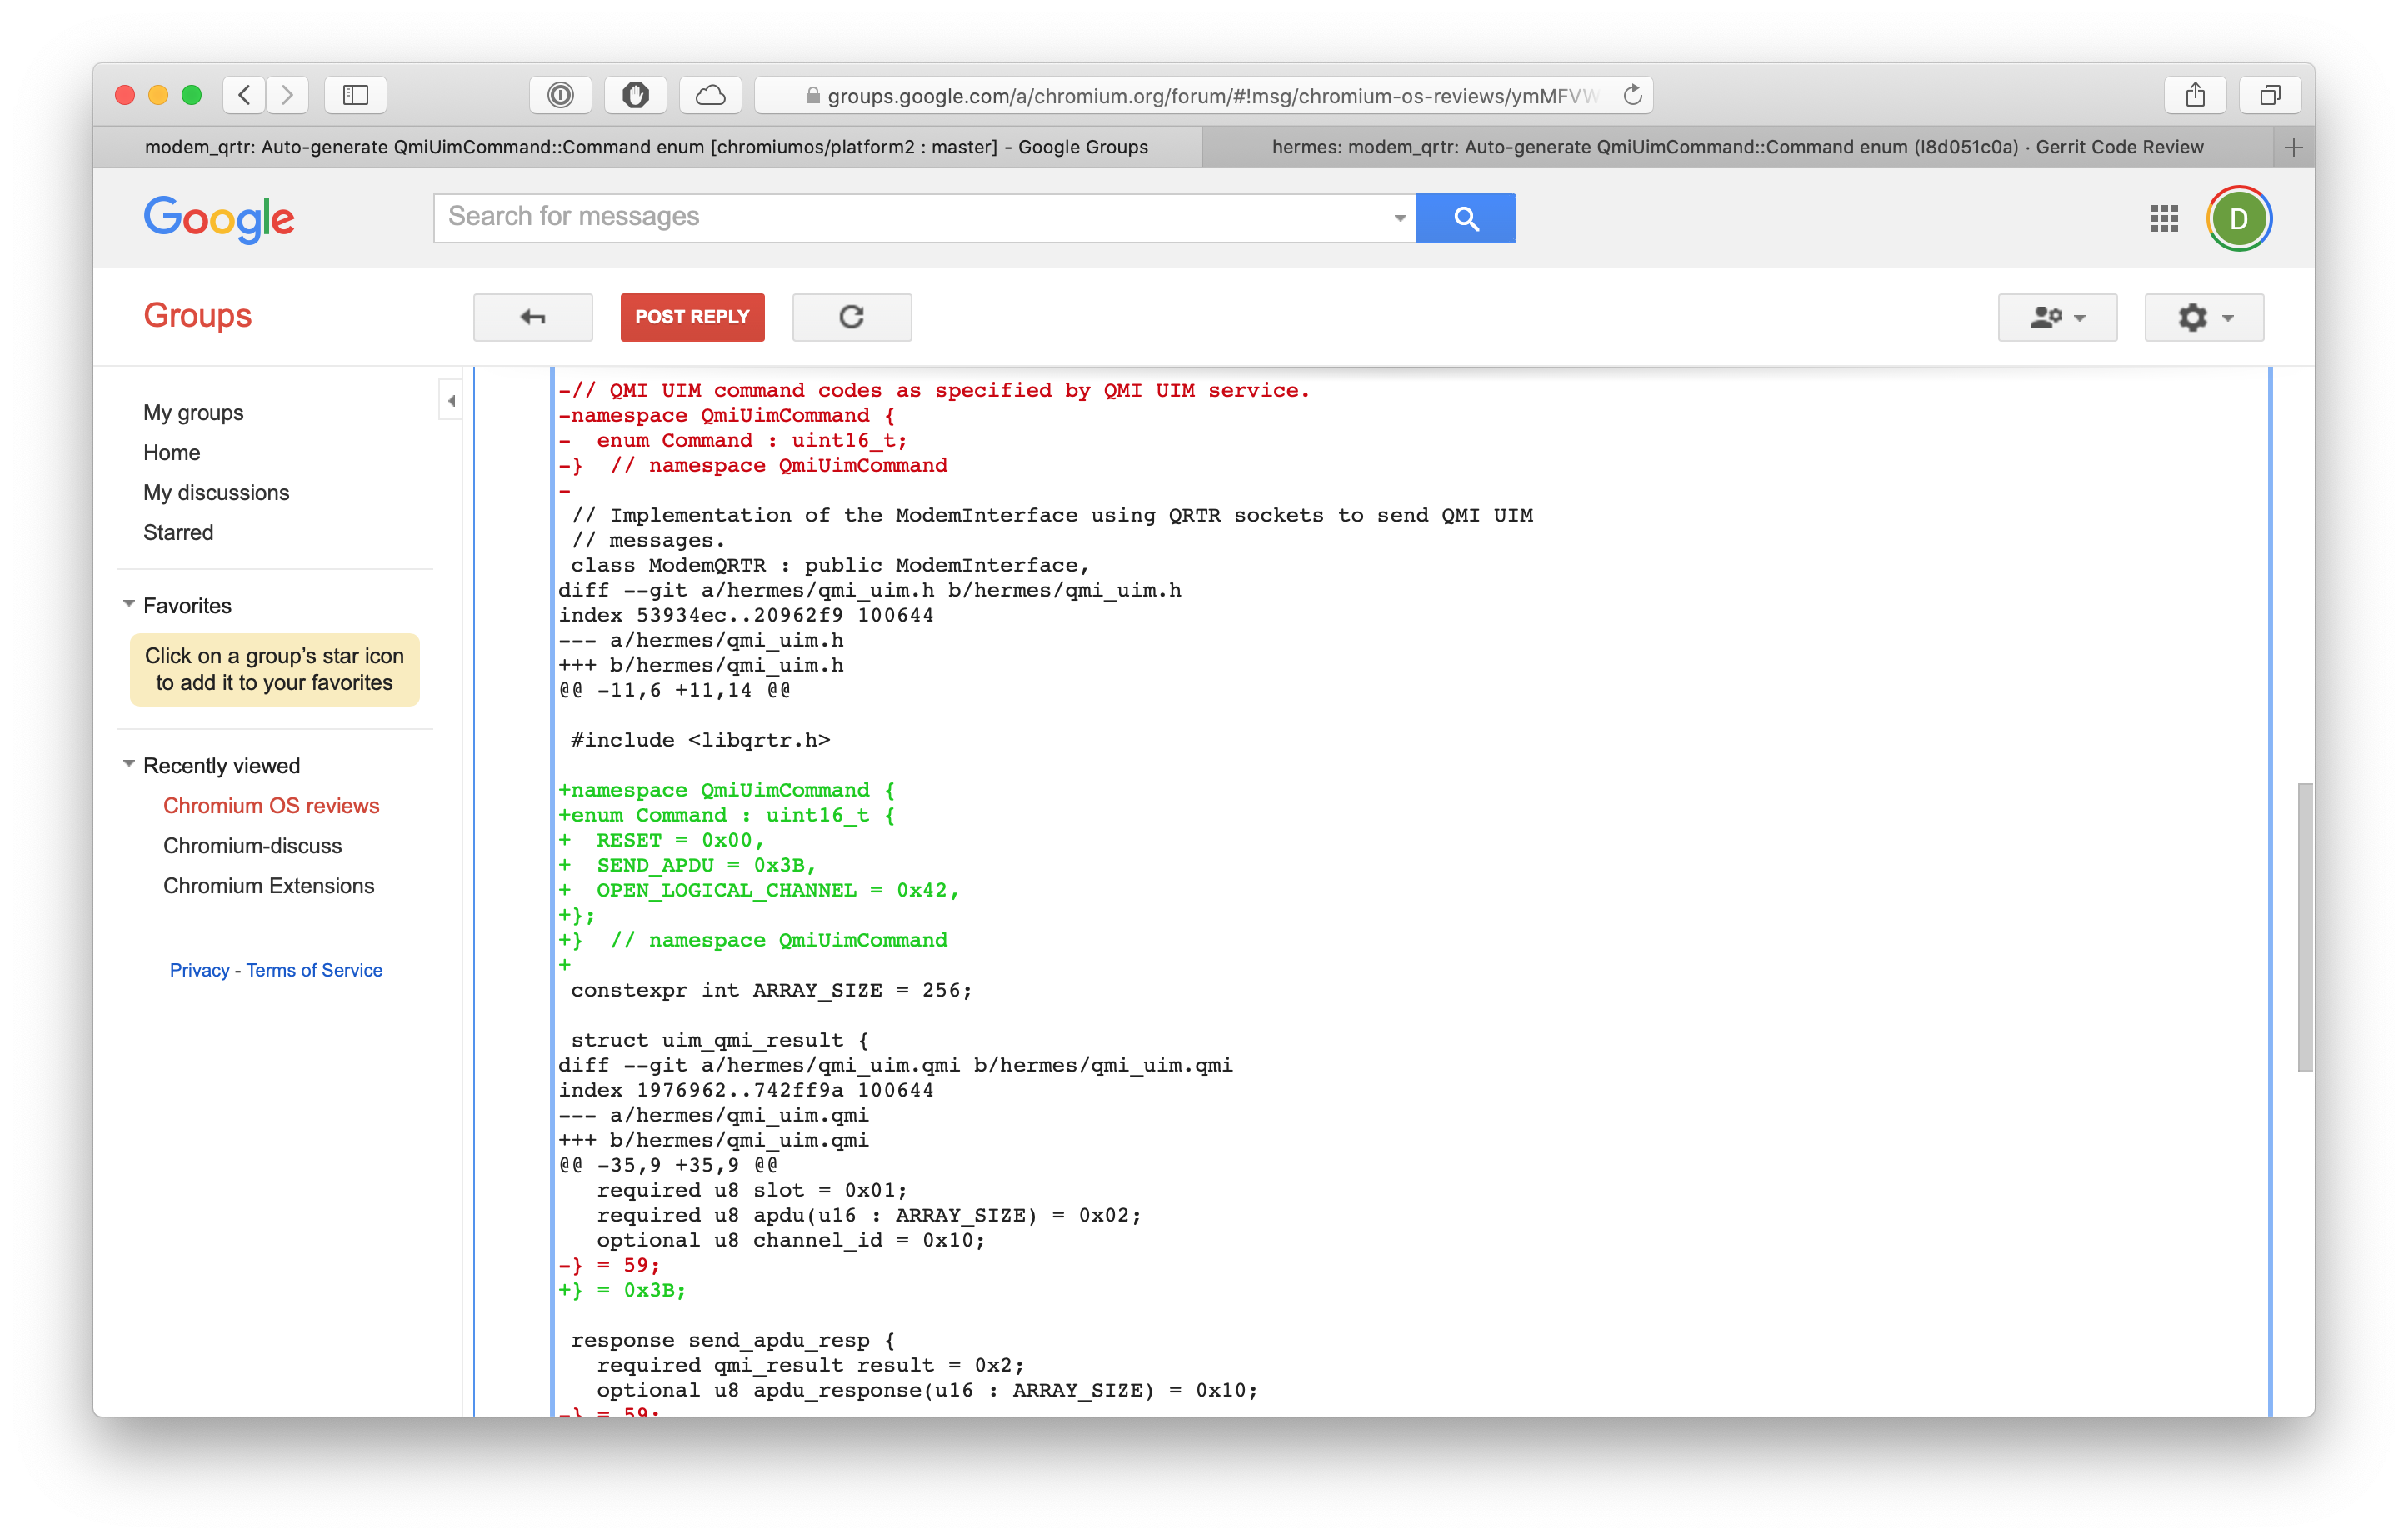 groups.google.com/a/chromium.org/forum/#!msg/chromium-os-reviews/ymMFVW
modem_qrtr: Auto-generate QmiUimCommand::Command enum [chromiumos/platform2 : master] - Google Groups
hermes: modem_qrtr: Auto-generate QmiUimCommand::Command enum (I8d051c0a) · Gerrit Code Review
Google
Search for messages
D
Groups
POST REPLY
My groups
Home
My discussions
Starred
Favorites
Click on a group's star icon
to add it to your favorites
Recently viewed
Chromium OS reviews
Chromium-discuss
Chromium Extensions
Privacy - Terms of Service
-// QMI UIM command codes as specified by QMI UIM service.
-namespace QmiUimCommand {
-  enum Command : uint16_t;
-}  // namespace QmiUimCommand
-
 // Implementation of the ModemInterface using QRTR sockets to send QMI UIM
 // messages.
 class ModemQRTR : public ModemInterface,
diff --git a/hermes/qmi_uim.h b/hermes/qmi_uim.h
index 53934ec..20962f9 100644
--- a/hermes/qmi_uim.h
+++ b/hermes/qmi_uim.h
@@ -11,6 +11,14 @@
 #include <libqrtr.h>
+namespace QmiUimCommand {
+enum Command : uint16_t {
+  RESET = 0x00,
+  SEND_APDU = 0x3B,
+  OPEN_LOGICAL_CHANNEL = 0x42,
+};
+}  // namespace QmiUimCommand
+
 constexpr int ARRAY_SIZE = 256;
 struct uim_qmi_result {
diff --git a/hermes/qmi_uim.qmi b/hermes/qmi_uim.qmi
index 1976962..742ff9a 100644
--- a/hermes/qmi_uim.qmi
+++ b/hermes/qmi_uim.qmi
@@ -35,9 +35,9 @@
   required u8 slot = 0x01;
   required u8 apdu(u16 : ARRAY_SIZE) = 0x02;
   optional u8 channel_id = 0x10;
-} = 59;
+} = 0x3B;
 response send_apdu_resp {
   required qmi_result result = 0x2;
   optional u8 apdu_response(u16 : ARRAY_SIZE) = 0x10;
-} = 59;